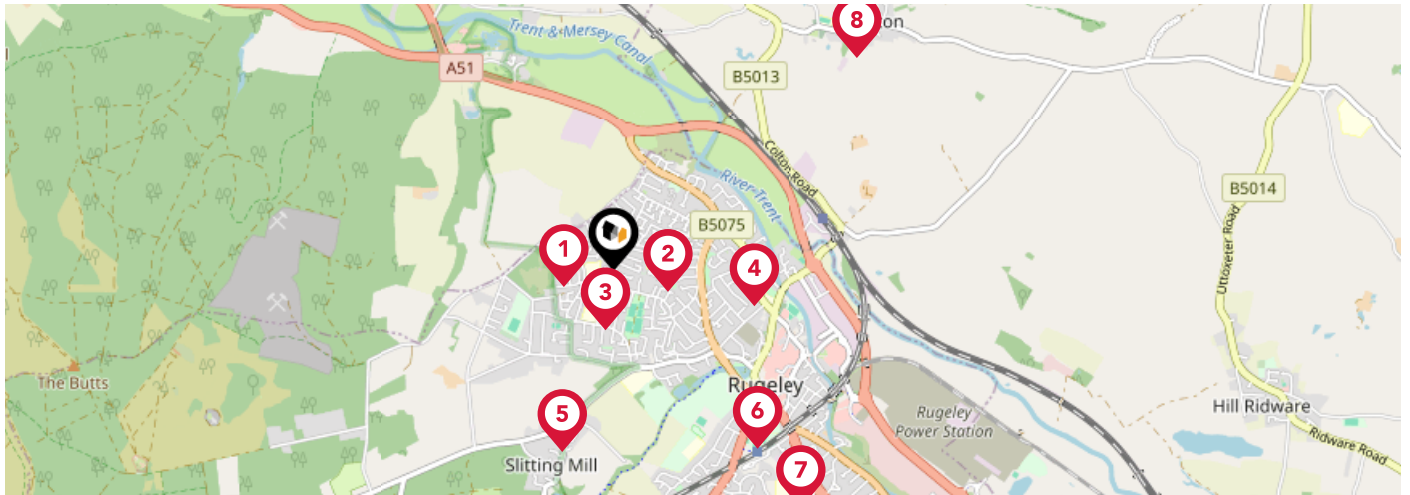 8
on
Trent & Mersey Canal
A51
B5013
Colton Road
River Trent
B5014
B5075
Uttoxeter Road
1
2
3
4
The Butts
Rugeley
5
6
Rugeley
Power Station
Hill Ridware
Ridware Road
Slitting Mill
7